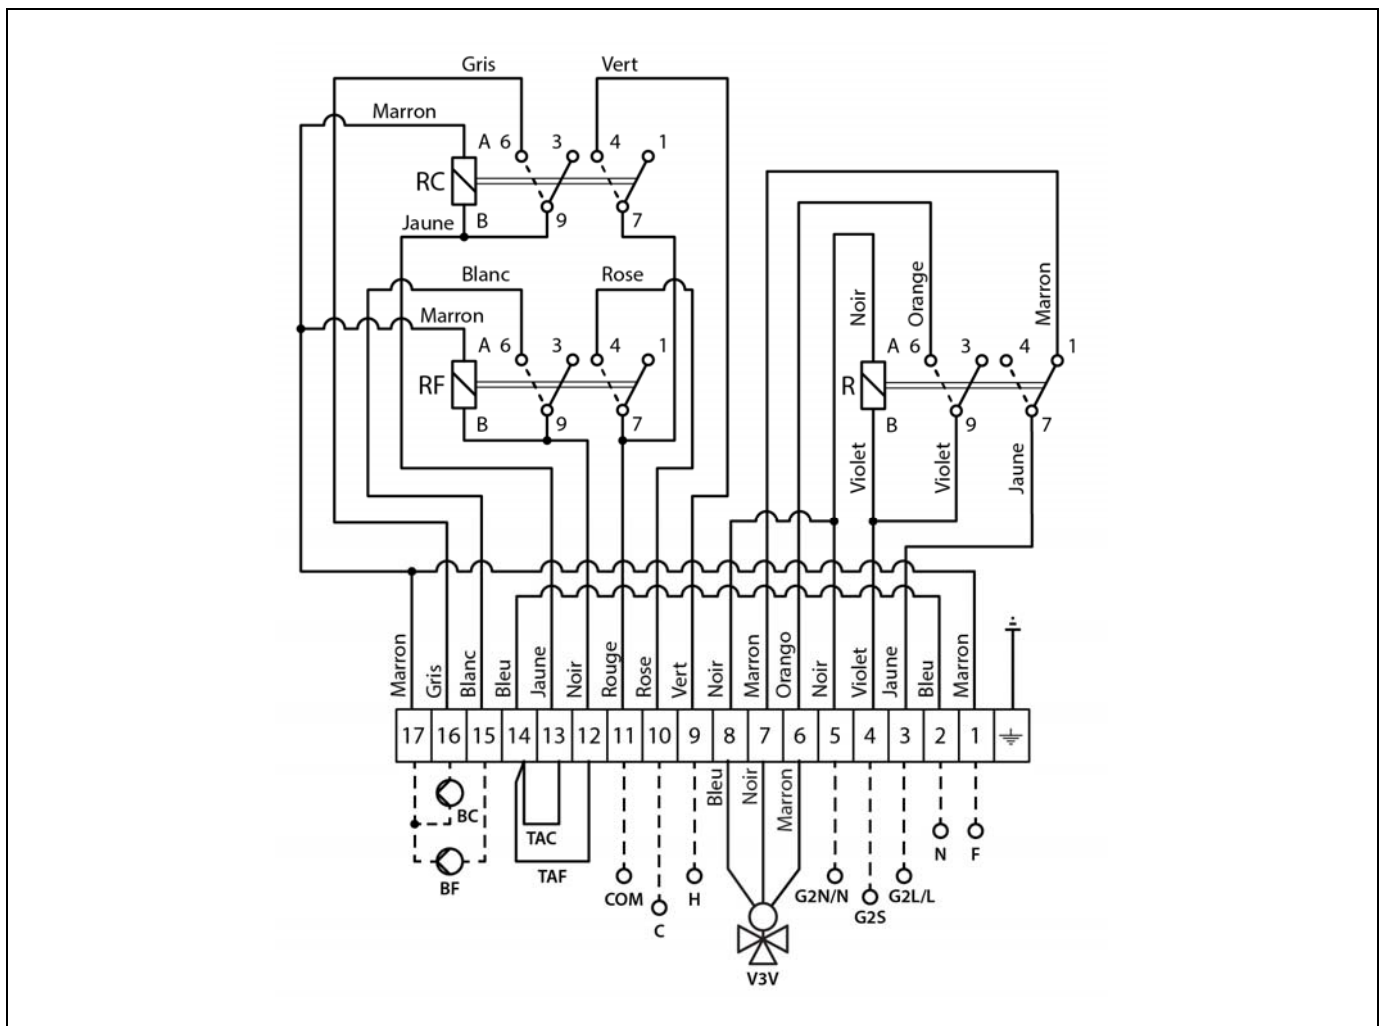 Gris Vert
Marron
A 6 3 4 1
RC
Jaune B 9 7
Blanc Rose
Marron
A 6 3 4 1
RF
B 9 7
Noir Orange Marron
A 6 3 4 1
R
B 9 7
Violet Violet Jaune
Marron Gris Blanc Bleu Jaune Noir Rouge Rose Vert Noir Marron Orango Noir Violet Jaune Bleu Marron
17 16 15 14 13 12 11 10 9 8 7 6 5 4 3 2 1
Bleu Noir Marron
BC
TAC
BF
TAF
COM
C
H
V3V
G2N/N
G2S
G2L/L
N
F